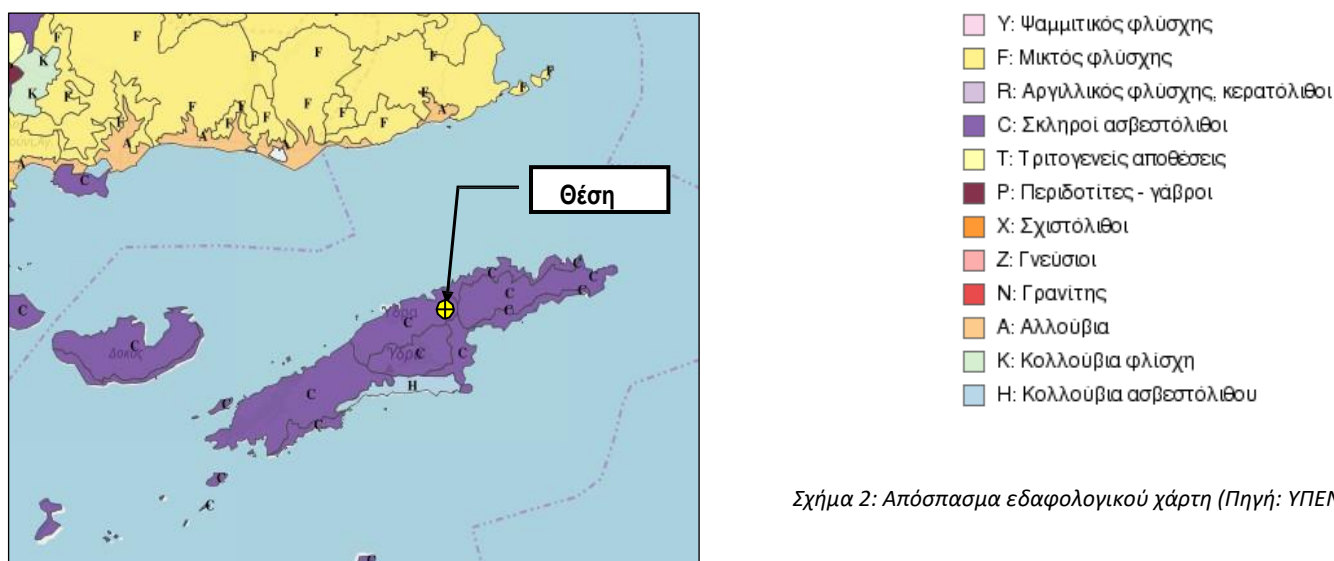 F
F
F
K
F
F
F
K
F
F
F
F
A
F
F
F
F
A
A
A
A
C
Θέση
C
C
C
C
C
Ύδρα
C
C
C
Δοκός
C
Ύδρα
C
C
H
C
C
C
C
C
C
Υ: Ψαμμιτικός φλύσχης
F: Μικτός φλύσχης
R: Αργιλλικός φλύσχης, κερατόλιθοι
C: Σκληροί ασβεστόλιθοι
Τ: Τριτογενείς αποθέσεις
Ρ: Περιδοτίτες - γάβροι
Χ: Σχιστόλιθοι
Ζ: Γνεύσιοι
Ν: Γρανίτης
Α: Αλλούβια
Κ: Κολλούβια φλίσχη
Η: Κολλούβια ασβεστόλιθου
Σχήμα 2: Απόσπασμα εδαφολογικού χάρτη (Πηγή: ΥΠΕΝ